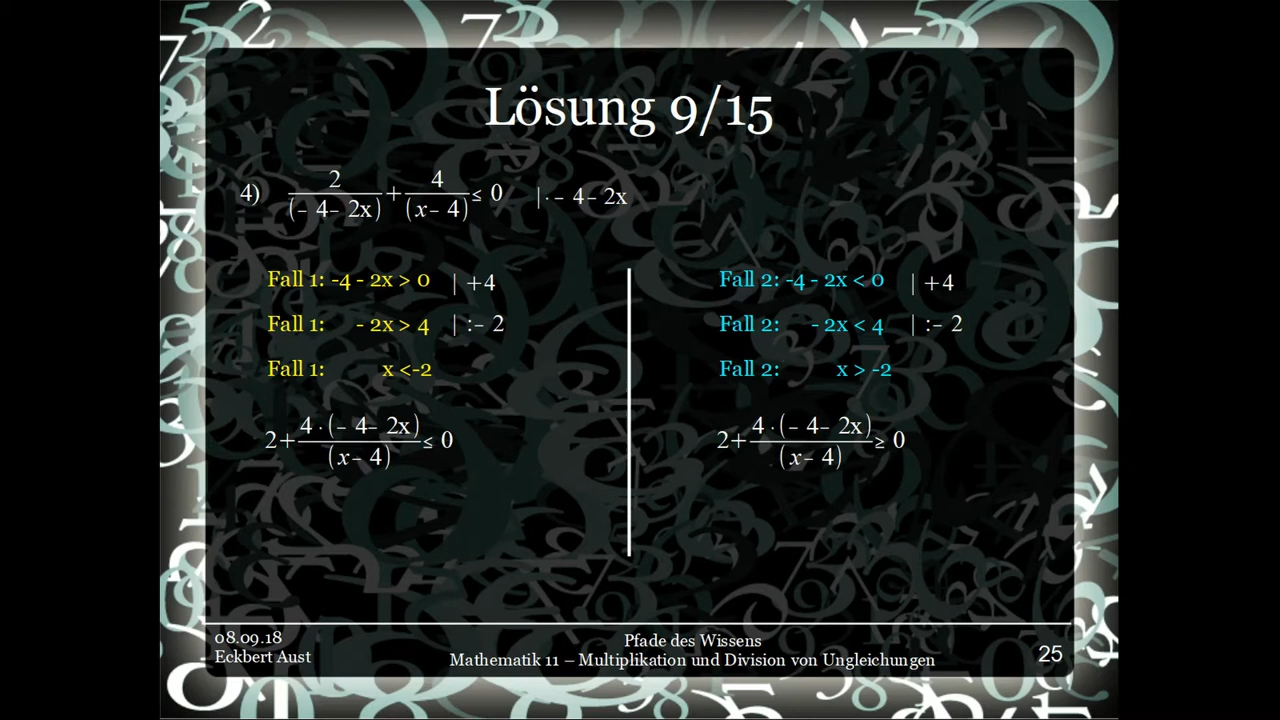 Lösung 9/15
4) 2/(– 4– 2x) + 4/(x– 4) ≤ 0 | ·– 4– 2x
Fall 1: -4 - 2x > 0 | +4
Fall 1: - 2x > 4 | :– 2
Fall 1: x <-2
2+ 4·(– 4– 2x)/(x– 4) ≤ 0
Fall 2: -4 - 2x < 0 | +4
Fall 2: - 2x < 4 | :– 2
Fall 2: x > -2
2+ 4·(– 4– 2x)/(x– 4) ≥ 0
08.09.18
Eckbert Aust
Pfade des Wissens
Mathematik 11 – Multiplikation und Division von Ungleichungen
25